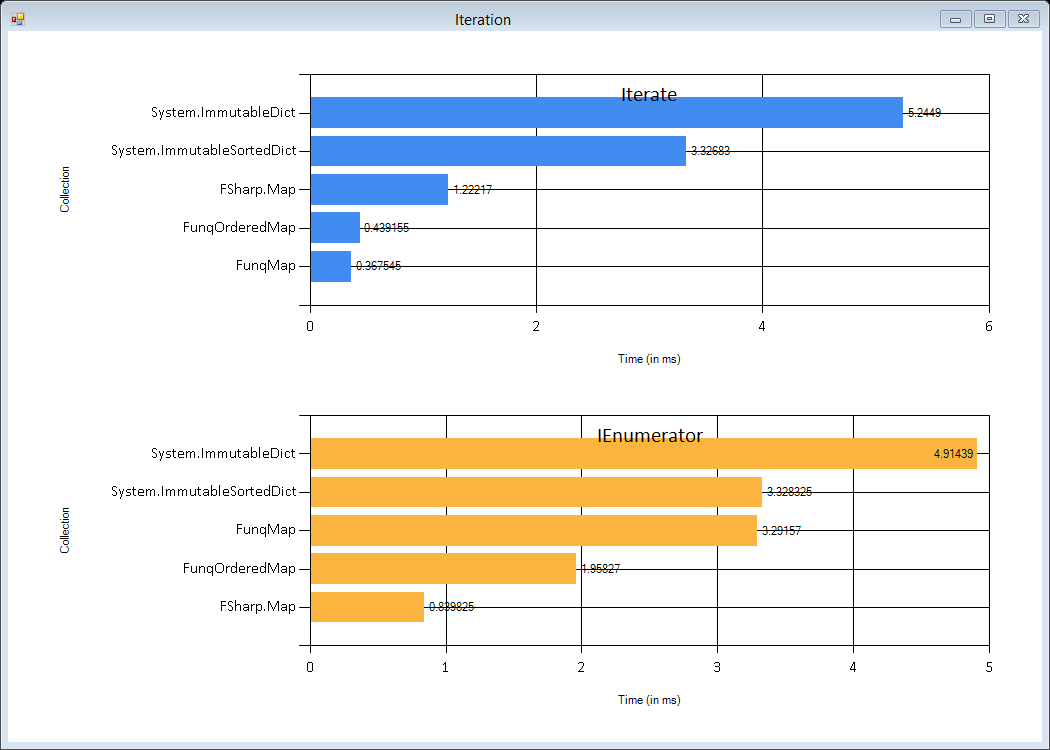 Iteration
Iterate
System.ImmutableDict
5.2449
System.ImmutableSortedDict
3.32683
FSharp.Map
1.22217
FunqOrderedMap
0.439155
FunqMap
0.367545
Collection
0 2 4 6
Time (in ms)
IEnumerator
System.ImmutableDict
4.91439
System.ImmutableSortedDict
3.328325
FunqMap
3.29157
FunqOrderedMap
1.95827
FSharp.Map
0.839825
Collection
0 1 2 3 4 5
Time (in ms)